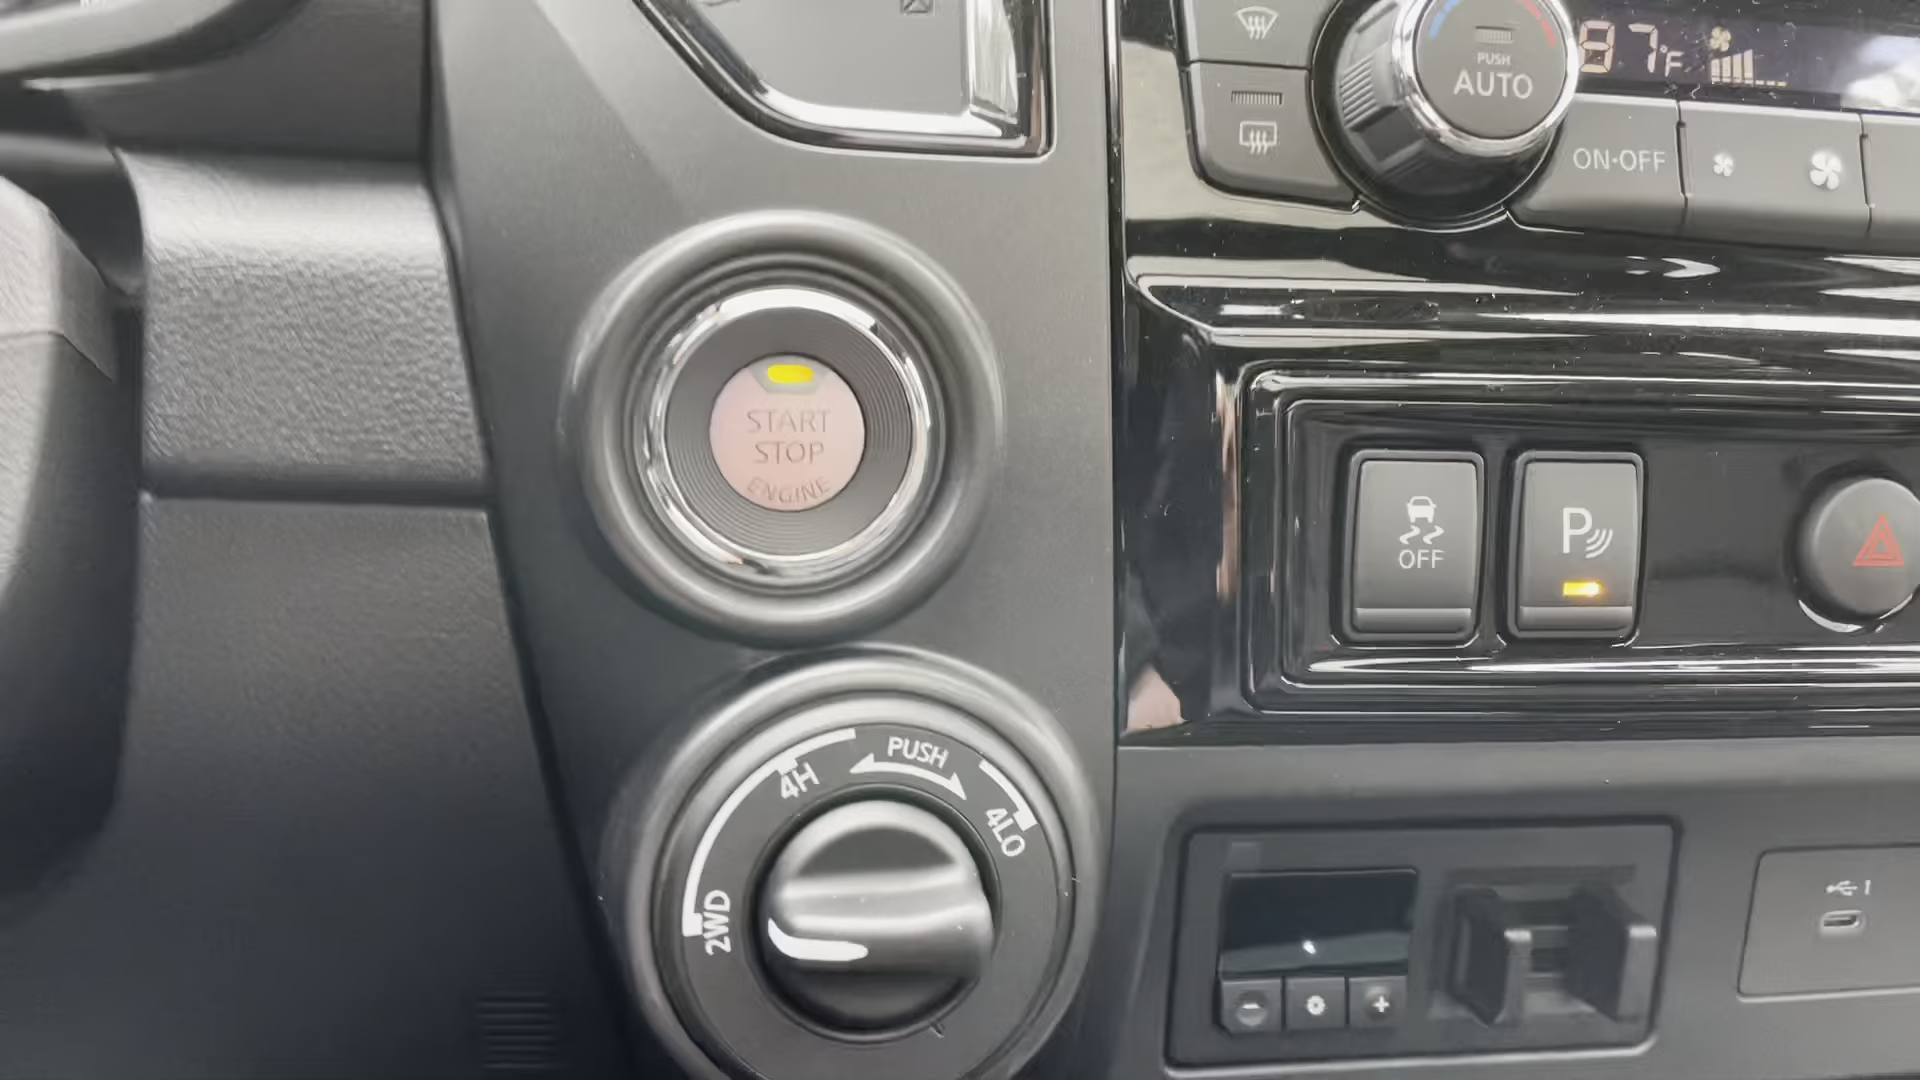 PUSH
AUTO
87°F
ON·OFF
START
STOP
ENGINE
OFF
P
PUSH
4H
4LO
2WD
1
- +